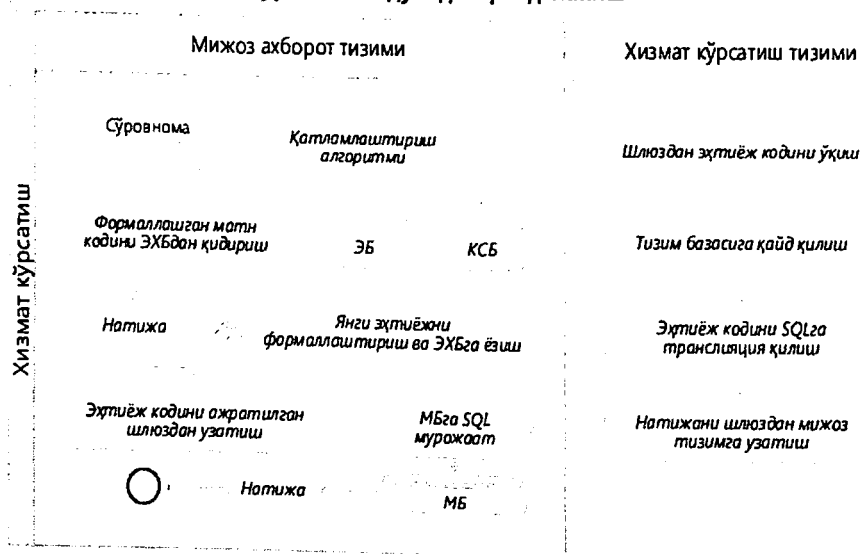 Мижоз ахборот тизими
Хизмат кўрсатиш тизими
Хизмат кўрсатиш
Сўровнома
Қатламлаштириш
алгоритми
Шлюздан эҳтиёж кодини ўқиш
Формаллашган матн
кодини ЭХБдан қидириш
ЭБ
КСБ
Тизим базасига қайд қилиш
Натижа
Янги эҳтиёжни
формаллаштириш ва ЭХБга ёзиш
Эҳтиёж кодини SQLга
трансляция қилиш
Эҳтиёж кодини ажратилган
шлюздан узатиш
МБга SQL
мурожаат
Натижани шлюздан мижоз
тизимга узатиш
Натижа
МБ